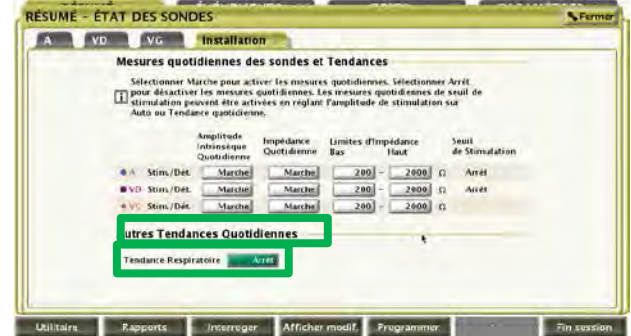 RÉSUMÉ - ÉTAT DES SONDES
Fermer
A VD VG Installation
Mesures quotidiennes des sondes et Tendances
Sélectionner Marche pour activer les mesures quotidiennes. Sélectionner Arrêt
pour désactiver les mesures quotidiennes. Les mesures quotidiennes de seuil de
stimulation peuvent être activées en réglant l'amplitude de stimulation sur
Auto ou Tendance quotidienne.
Amplitude Intrinsèque Quotidienne
Impédance Quotidienne
Limites d'Impédance
Bas Haut
Seuil de Stimulation
A Stim./Dét. Marche Marche 200 - 2000 Ω Arrêt
VD Stim./Dét. Marche Marche 200 - 2000 Ω Arrêt
VG Stim./Dét. Marche Marche 200 - 2000 Ω
utres Tendances Quotidiennes
Tendance Respiratoire Arrêt
Utilitaire Rapports Interroger Afficher modif. Programmer Fin session